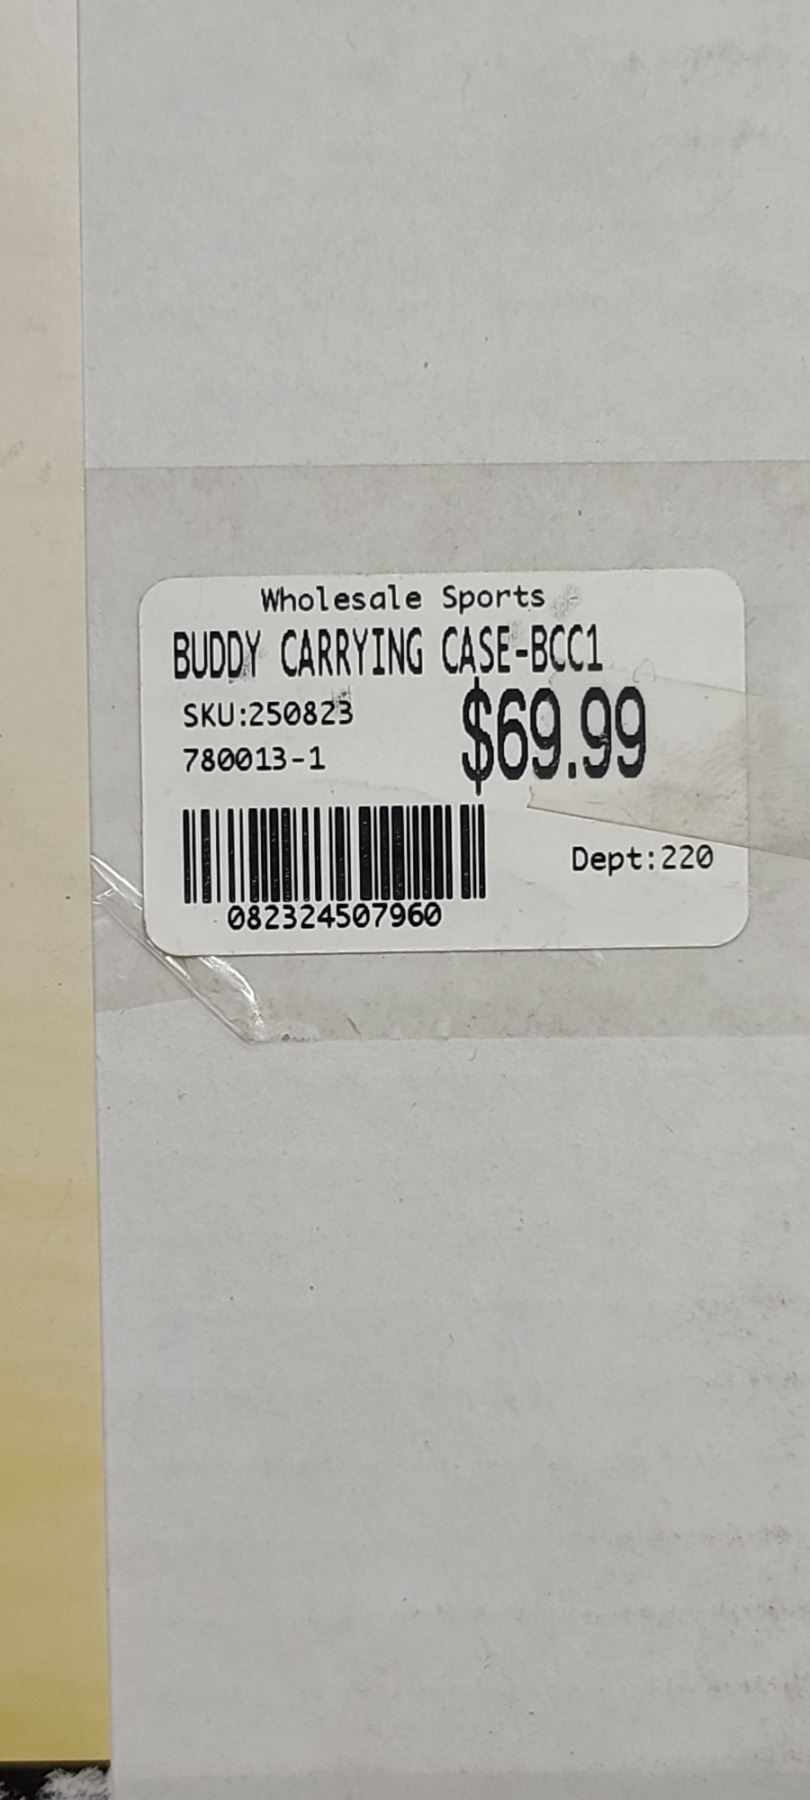 Wholesale Sports
BUDDY CARRYING CASE-BCC1
SKU:250823
$69.99
780013-1
Dept:220
082324507960